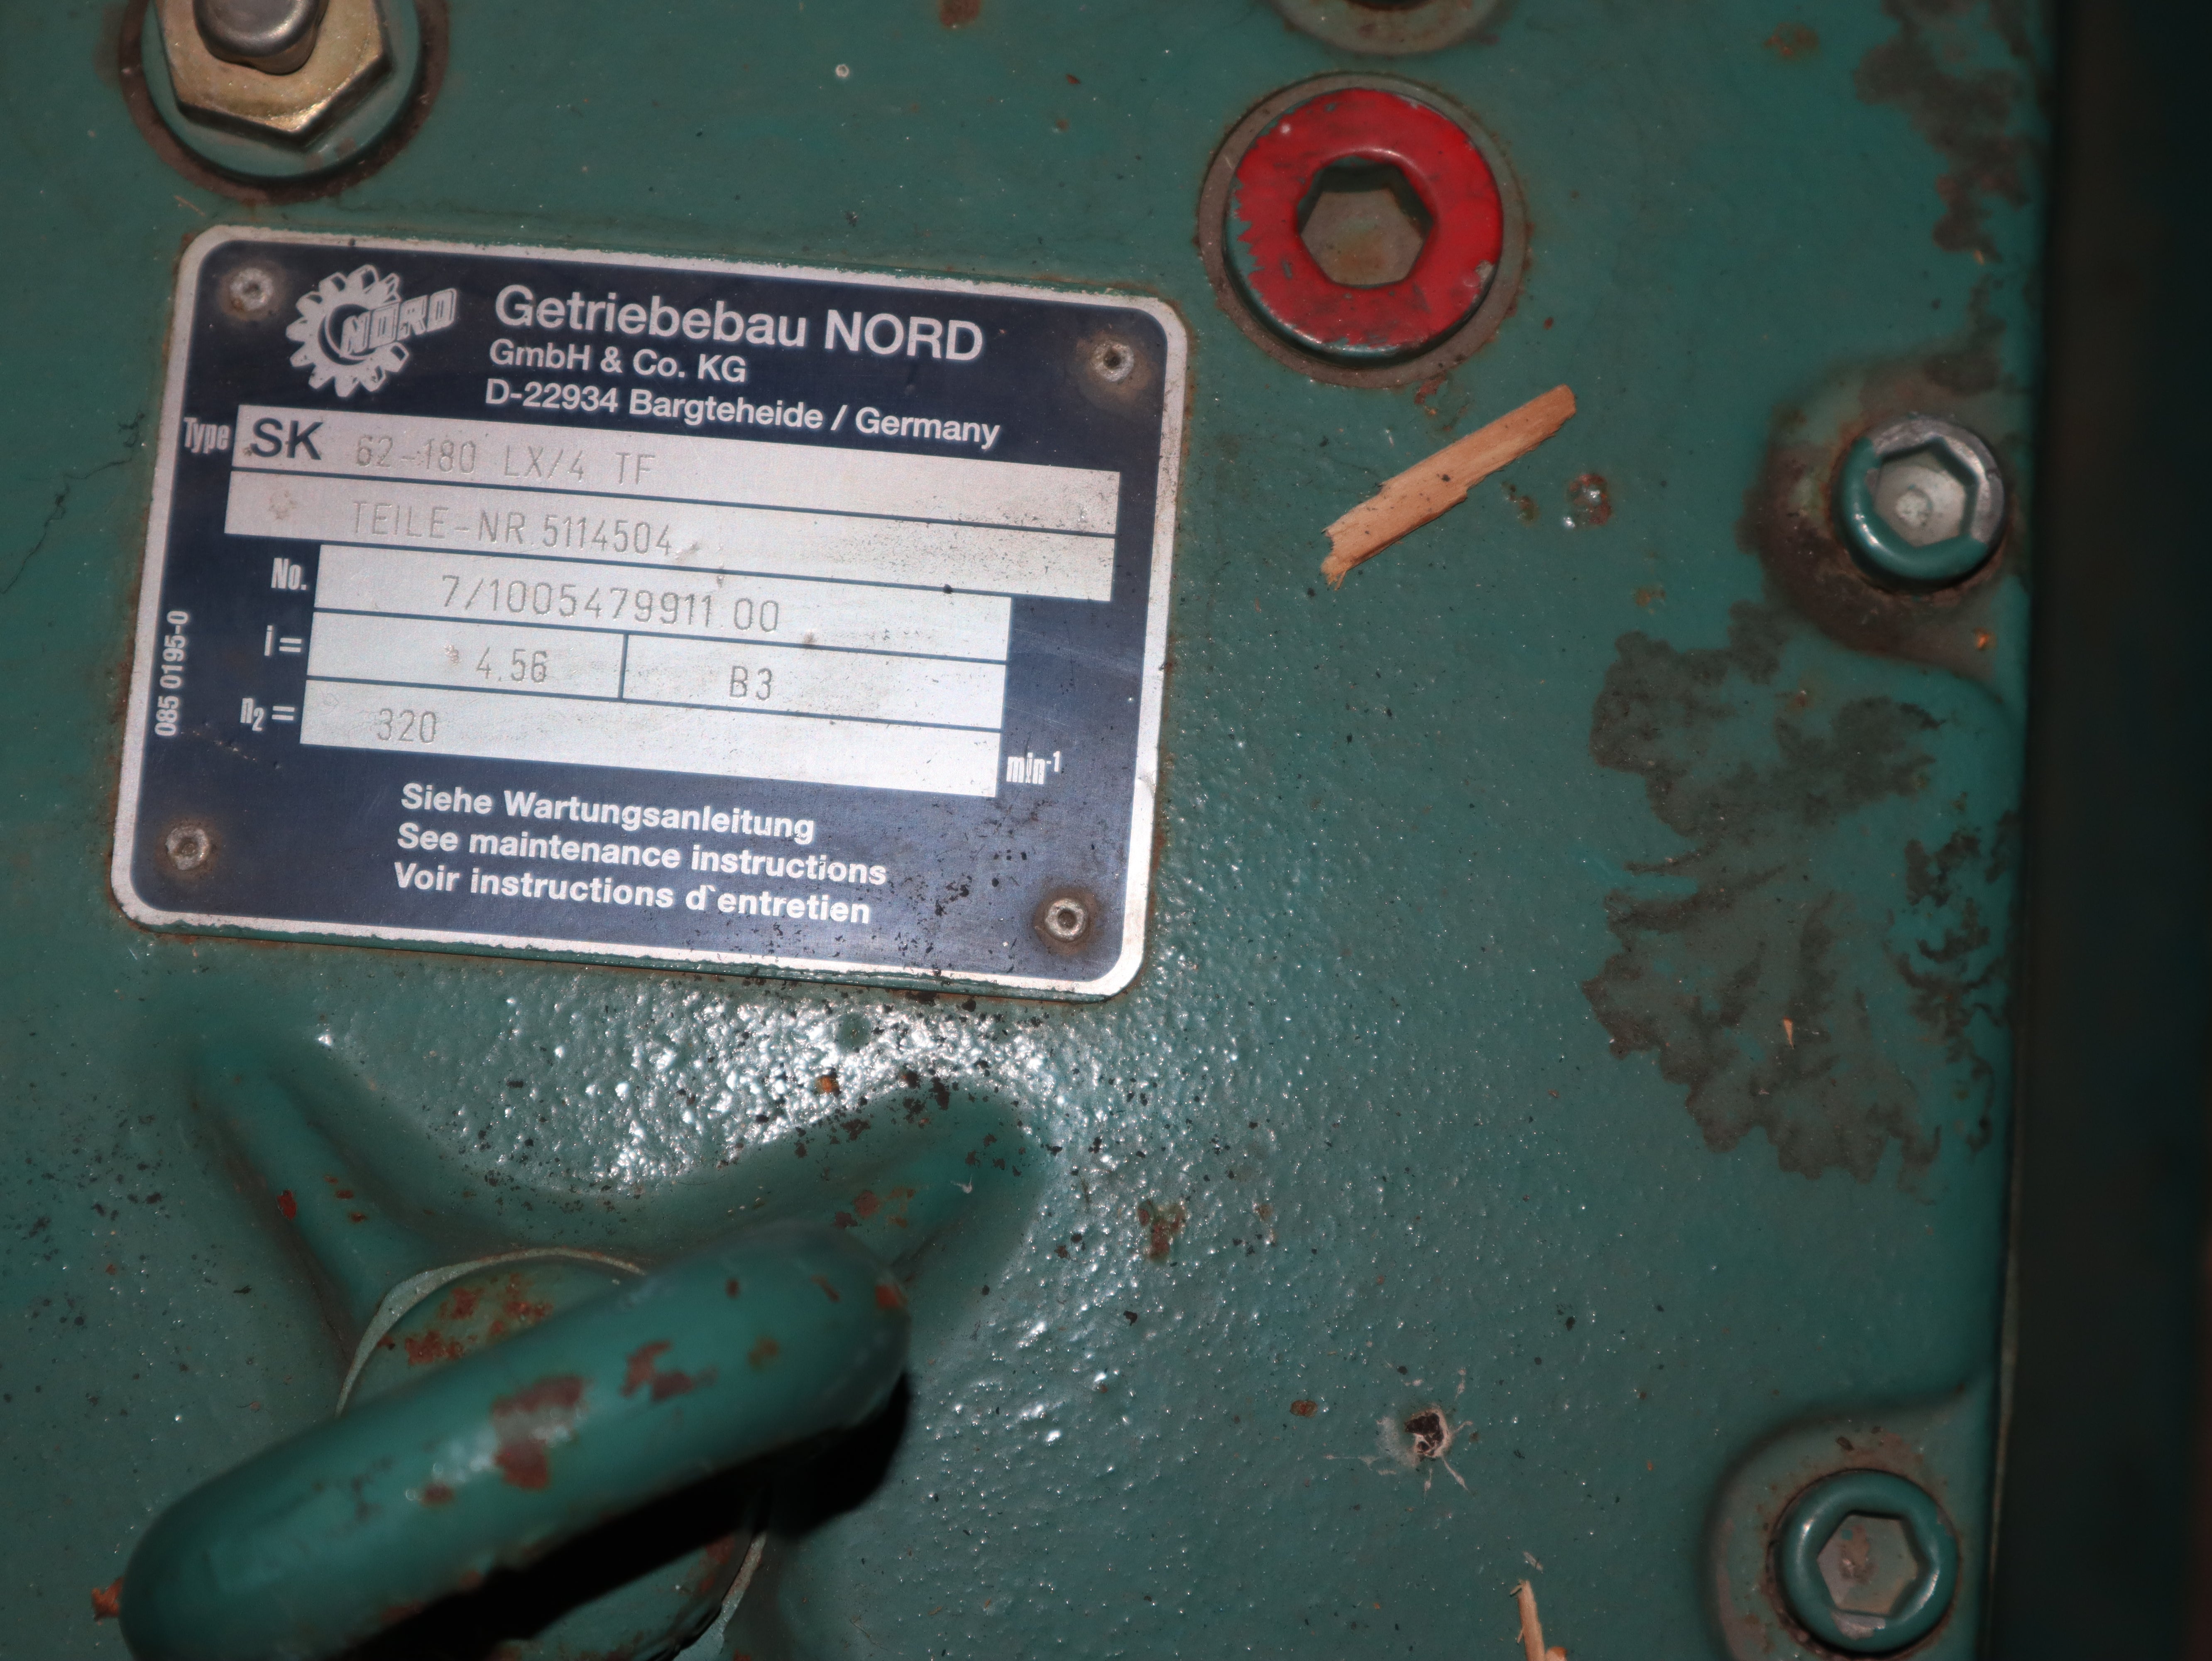 NORD
Getriebebau NORD
GmbH & Co. KG
D-22934 Bargteheide / Germany
Type SK 62-180 LX/4 TF
TEILE-NR.5114504
No. 7/1005479911.00
i= 4.56 B3
n₂= 320 min⁻¹
085 0195-0
Siehe Wartungsanleitung
See maintenance instructions
Voir instructions d`entretien